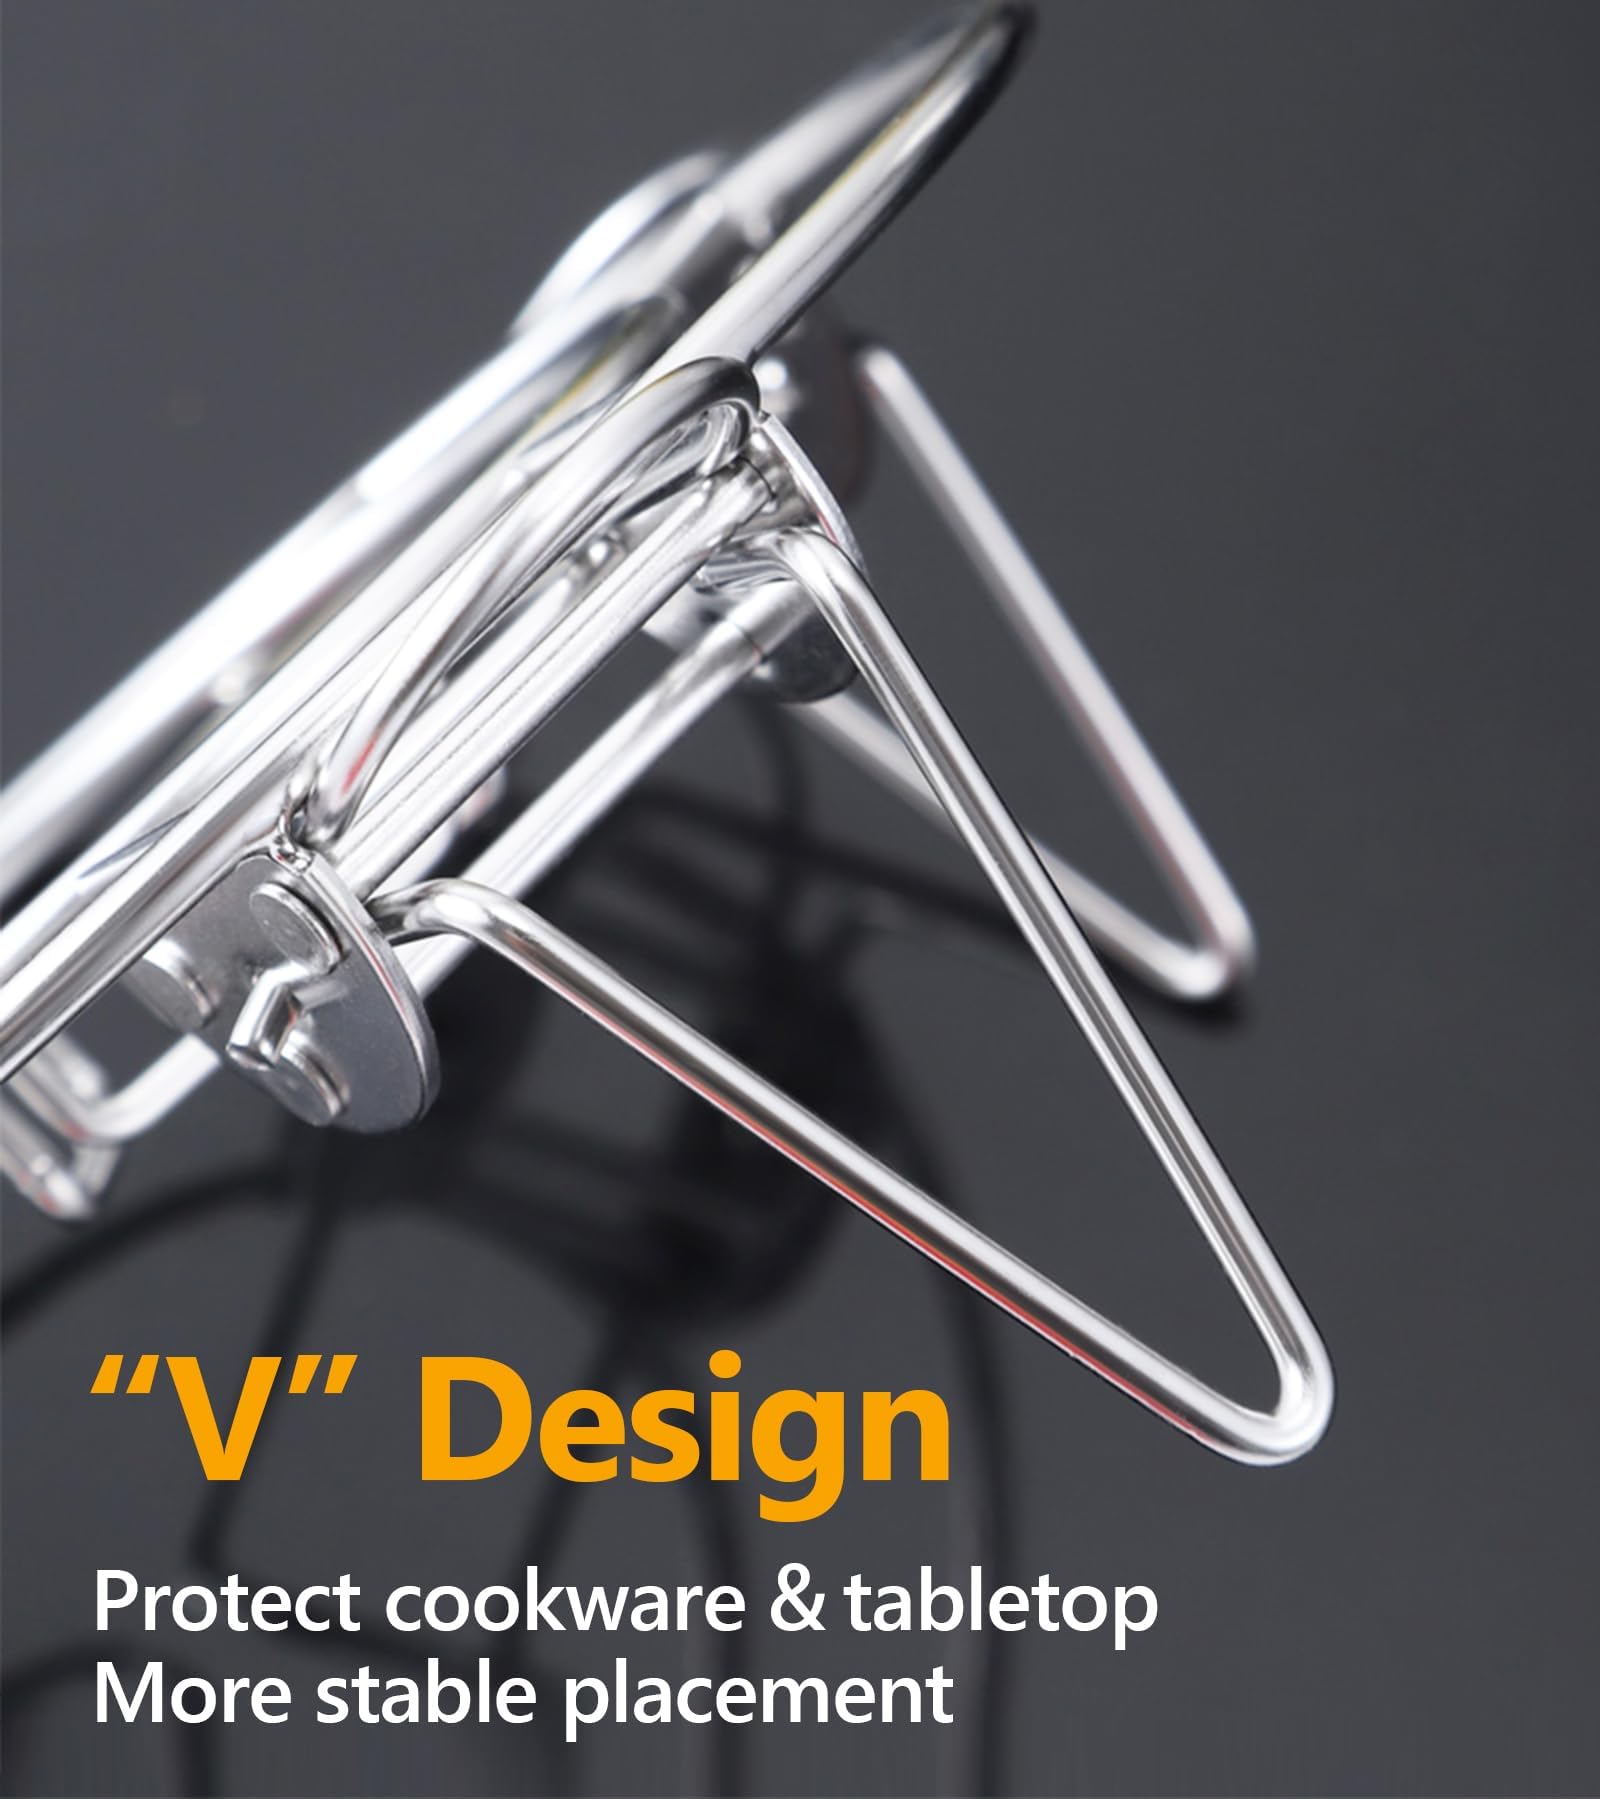 “V” Design
Protect cookware & tabletop
More stable placement